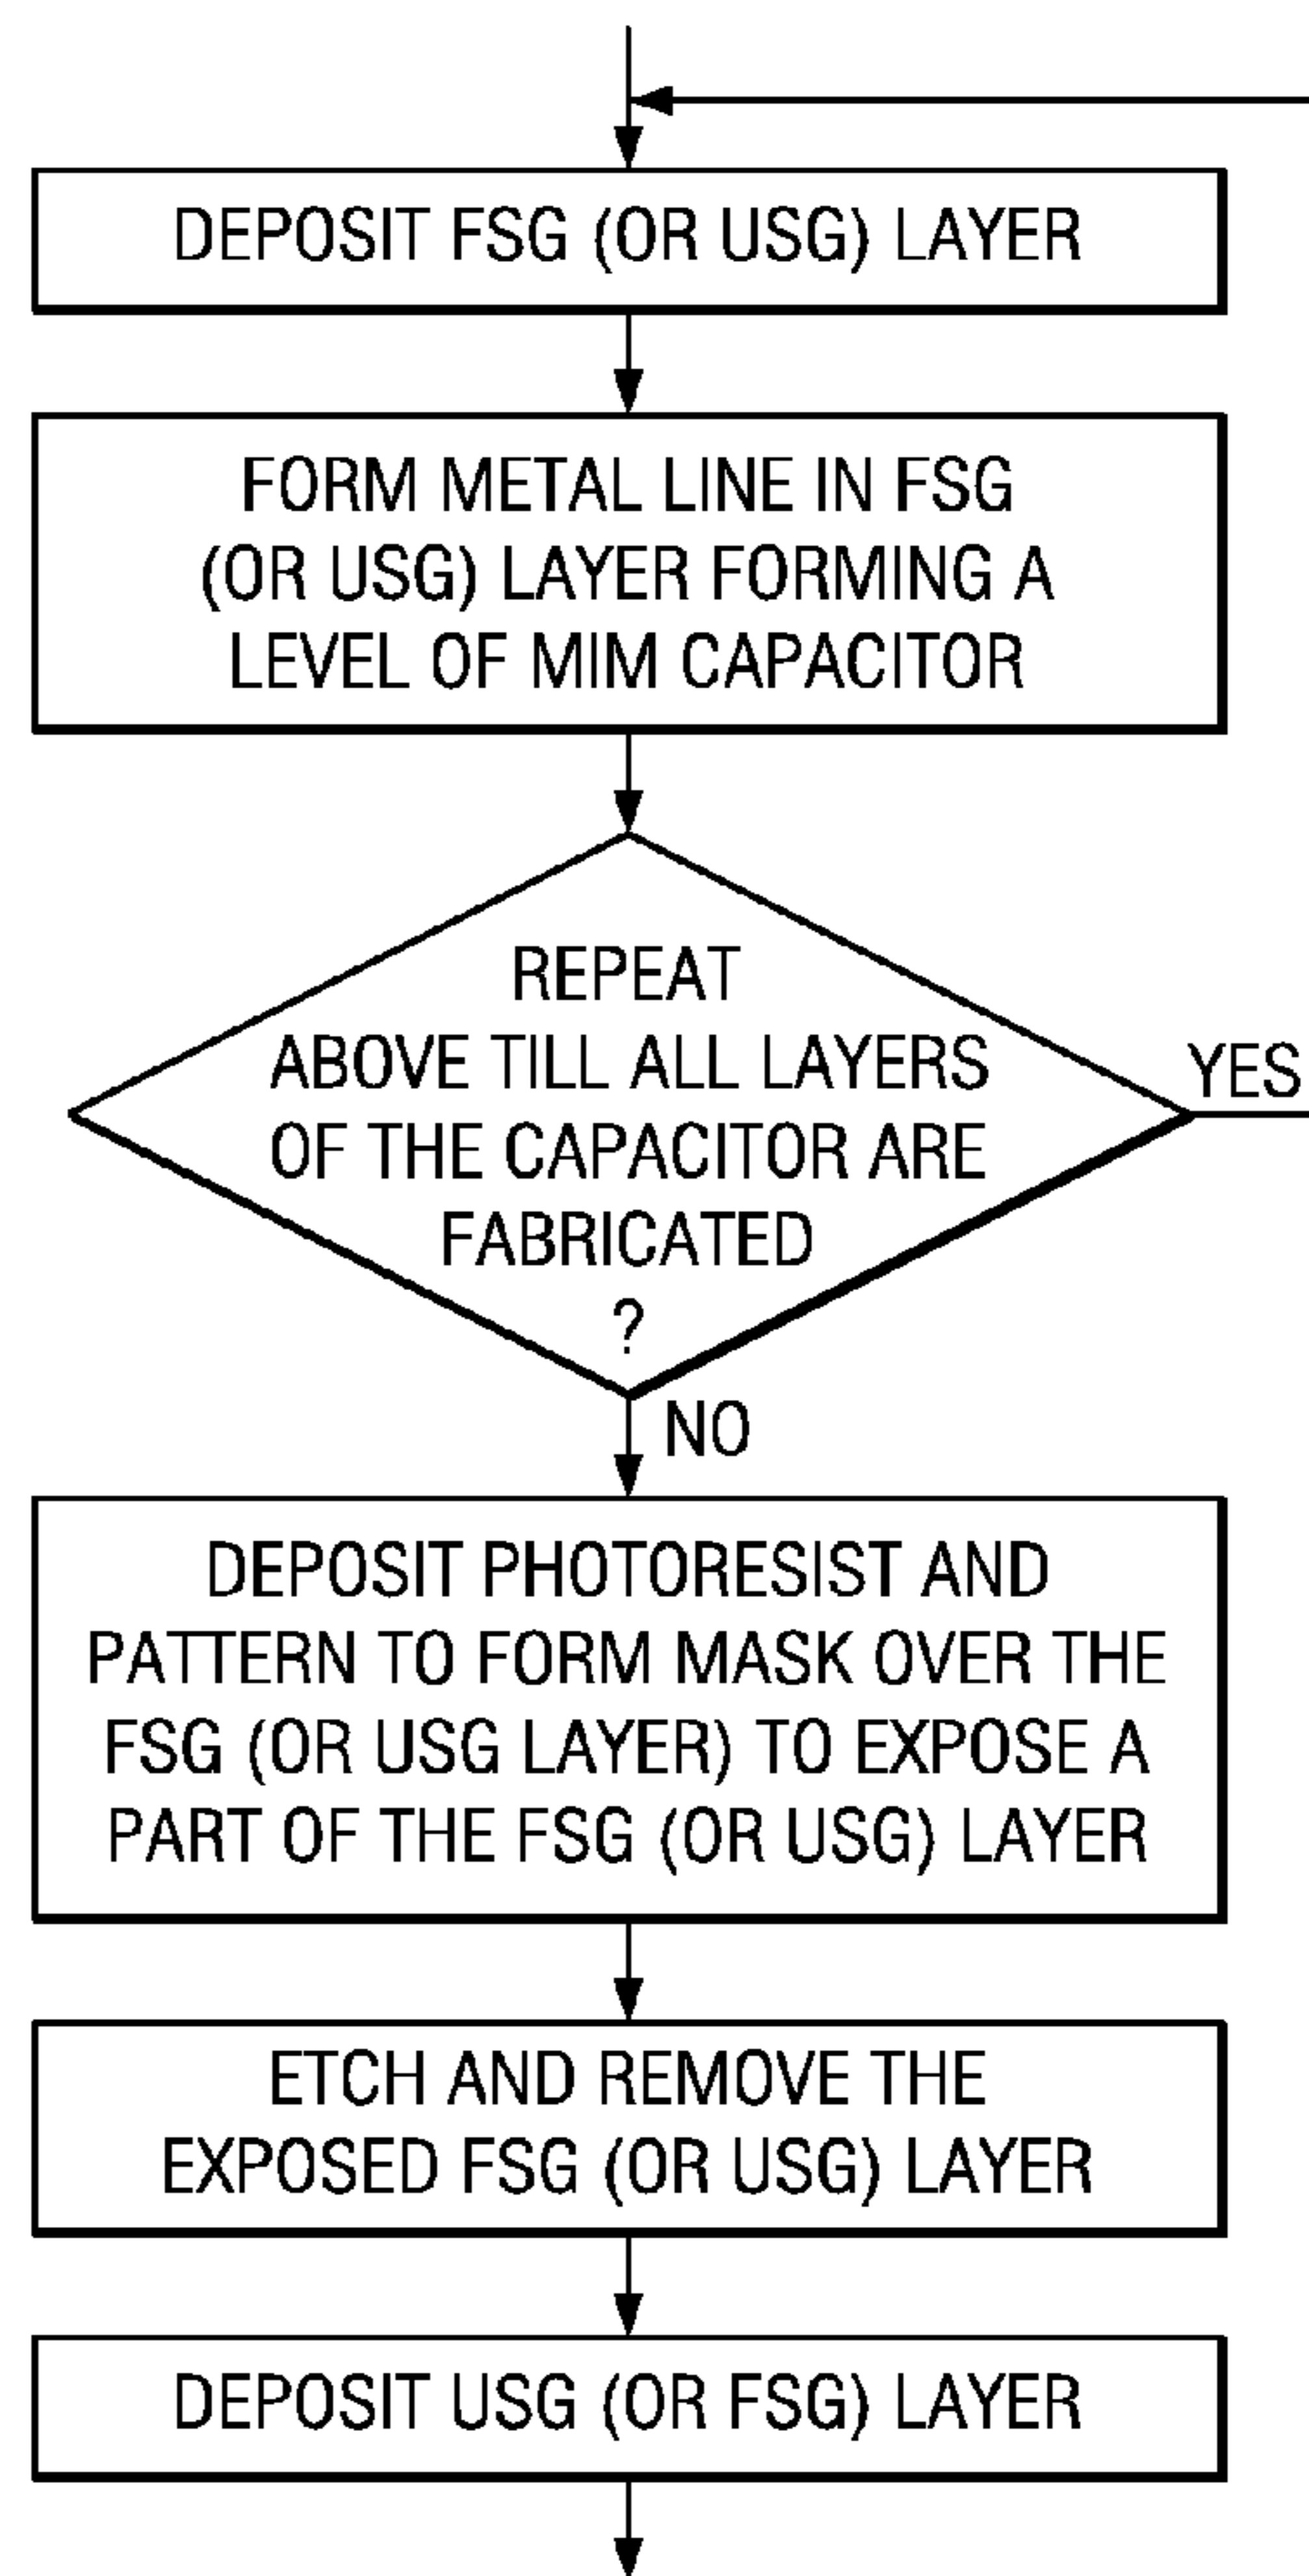 DEPOSIT FSG (OR USG) LAYER
FORM METAL LINE IN FSG
(OR USG) LAYER FORMING A
LEVEL OF MIM CAPACITOR
REPEAT
ABOVE TILL ALL LAYERS
OF THE CAPACITOR ARE
FABRICATED
?
YES
NO
DEPOSIT PHOTORESIST AND
PATTERN TO FORM MASK OVER THE
FSG (OR USG LAYER) TO EXPOSE A
PART OF THE FSG (OR USG) LAYER
ETCH AND REMOVE THE
EXPOSED FSG (OR USG) LAYER
DEPOSIT USG (OR FSG) LAYER